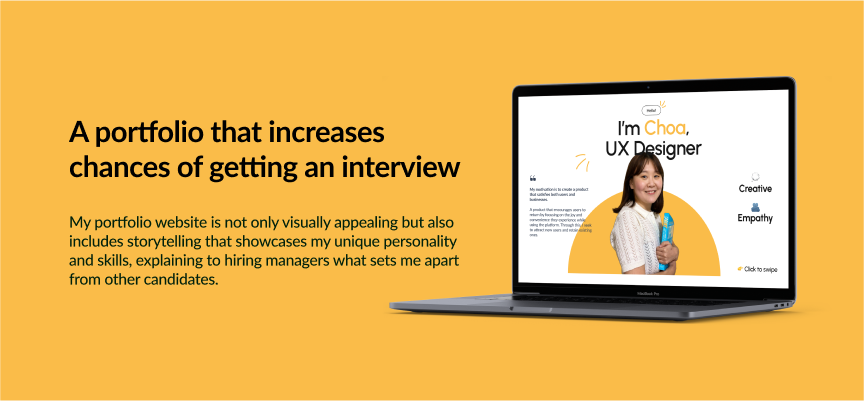 A portfolio that increases
chances of getting an interview
My portfolio website is not only visually appealing but also
includes storytelling that showcases my unique personality
and skills, explaining to hiring managers what sets me apart
from other candidates.
Hello!
I'm Choa,
UX Designer
My motivation is to create a product
that satisfies both users and
businesses.
A product that encourages users to
return by focusing on the joy and
convenience they experience while
using the platform. Through this, I seek
to attract new users and retain existing
ones.
Creative
Empathy
Click to swipe
MacBook Pro